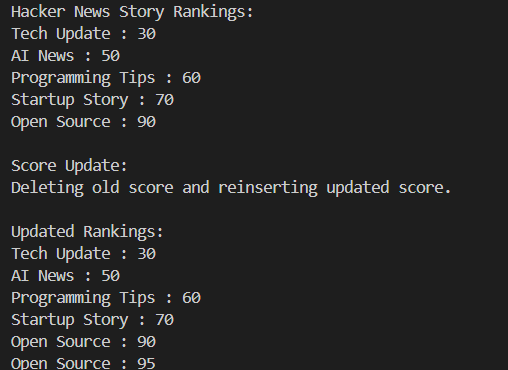 Hacker News Story Rankings:
Tech Update : 30
AI News : 50
Programming Tips : 60
Startup Story : 70
Open Source : 90
Score Update:
Deleting old score and reinserting updated score.
Updated Rankings:
Tech Update : 30
AI News : 50
Programming Tips : 60
Startup Story : 70
Open Source : 90
Open Source : 95